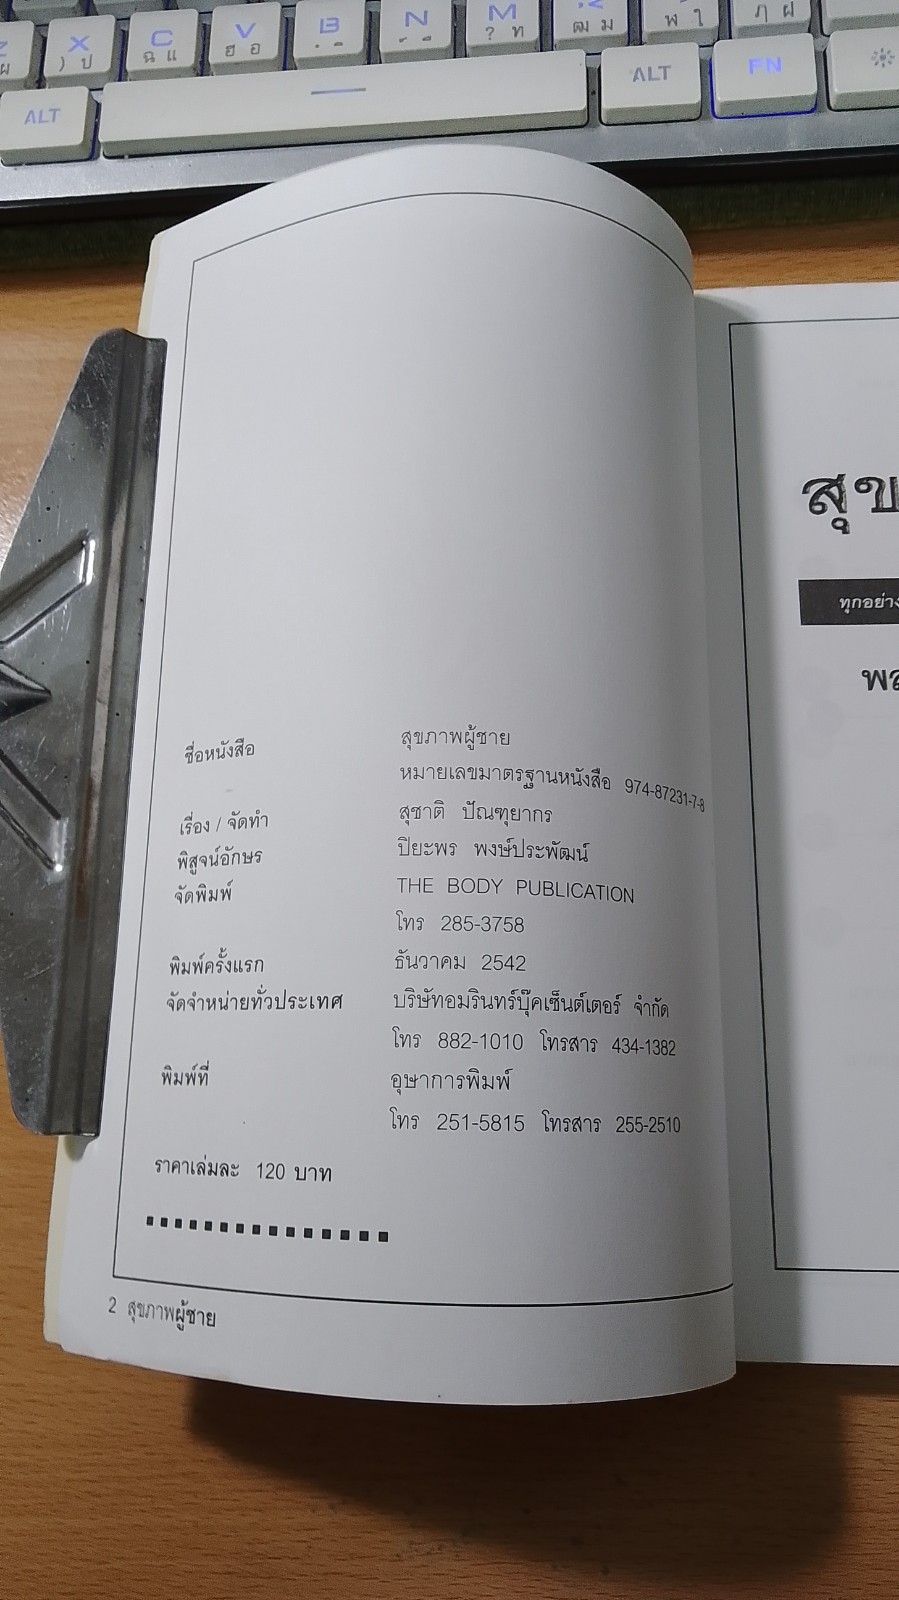 X C V B N M
ALT ALT FN
ชื่อหนังสือ สุขภาพผู้ชาย
หมายเลขมาตรฐานหนังสือ 974-87231-7-8
เรื่อง / จัดทำ สุชาติ ปัณฑุยากร
พิสูจน์อักษร ปิยะพร พงษ์ประพัฒน์
จัดพิมพ์ THE BODY PUBLICATION
โทร 285-3758
พิมพ์ครั้งแรก ธันวาคม 2542
จัดจำหน่ายทั่วประเทศ บริษัทอมรินทร์บุ๊คเซ็นต์เตอร์ จำกัด
โทร 882-1010 โทรสาร 434-1382
พิมพ์ที่ อุษาการพิมพ์
โทร 251-5815 โทรสาร 255-2510
ราคาเล่มละ 120 บาท
2 สุขภาพผู้ชาย
สุข
ทุกอย่าง